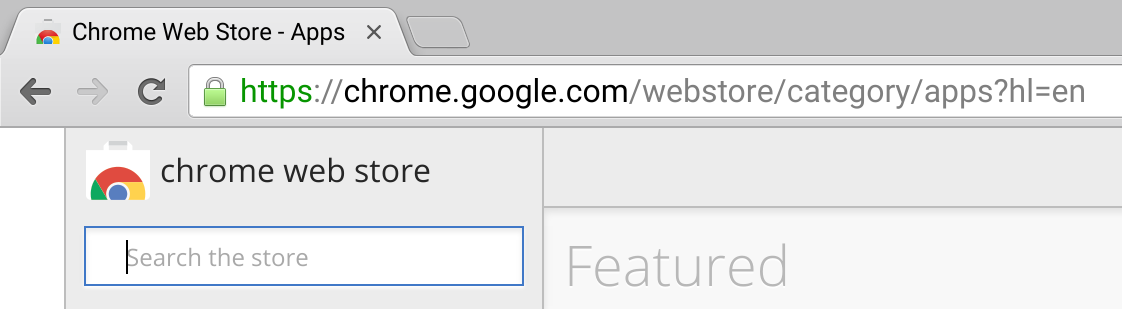 Chrome Web Store - Apps
https://chrome.google.com/webstore/category/apps?hl=en
chrome web store
Search the store
Featured